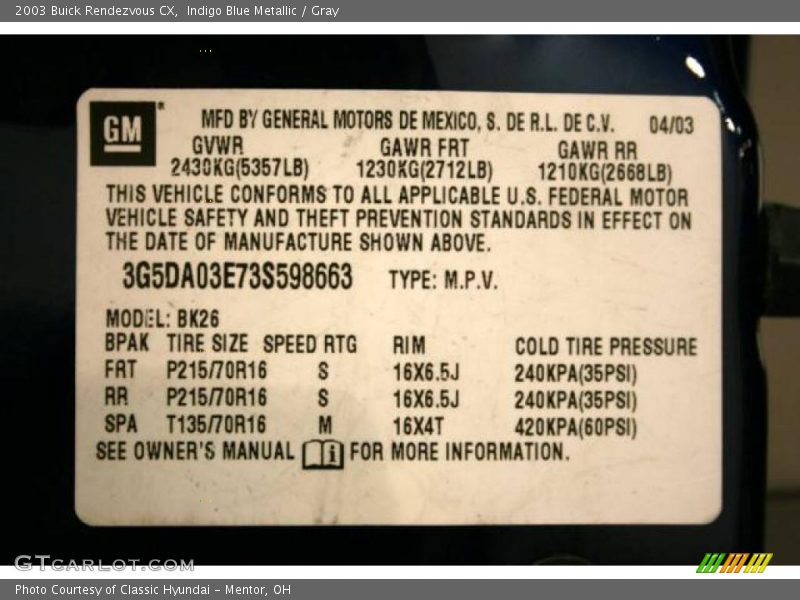 2003 Buick Rendezvous CX, Indigo Blue Metallic / Gray
GM
MFD BY GENERAL MOTORS DE MEXICO, S. DE R.L. DE C.V. 04/03
GVWR GAWR FRT GAWR RR
2430KG(5357LB) 1230KG(2712LB) 1210KG(2668LB)
THIS VEHICLE CONFORMS TO ALL APPLICABLE U.S. FEDERAL MOTOR
VEHICLE SAFETY AND THEFT PREVENTION STANDARDS IN EFFECT ON
THE DATE OF MANUFACTURE SHOWN ABOVE.
3G5DA03E73S598663 TYPE: M.P.V.
MODEL: BK26
BPAK TIRE SIZE SPEED RTG RIM COLD TIRE PRESSURE
FRT P215/70R16 S 16X6.5J 240KPA(35PSI)
RR P215/70R16 S 16X6.5J 240KPA(35PSI)
SPA T135/70R16 M 16X4T 420KPA(60PSI)
SEE OWNER'S MANUAL FOR MORE INFORMATION.
GTCARLOT.COM
Photo Courtesy of Classic Hyundai - Mentor, OH